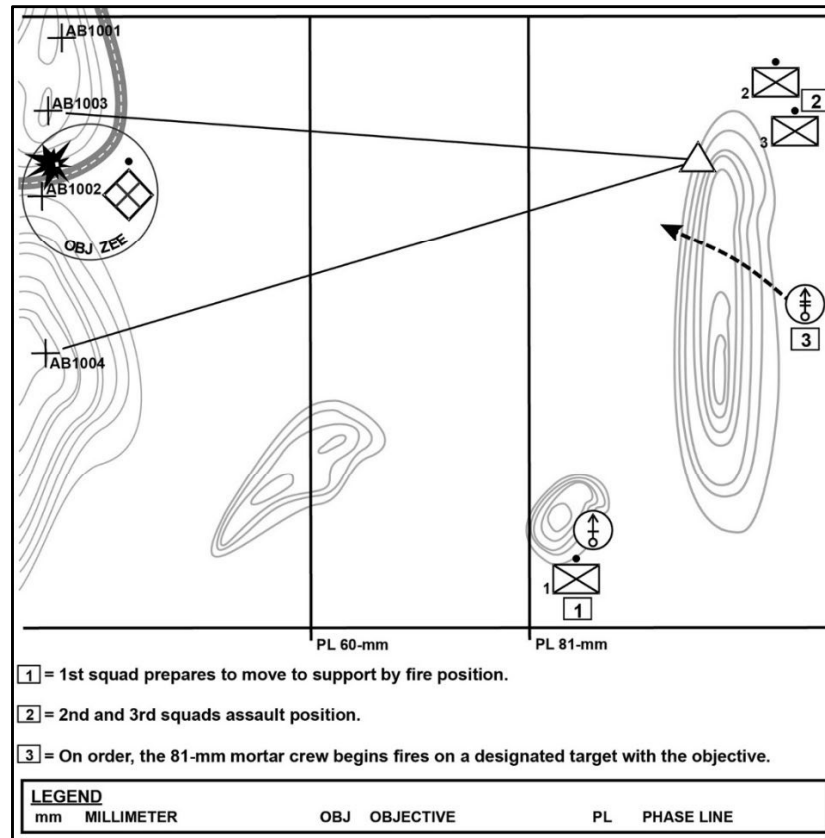 AB1001
AB1003
2
2
3
AB1002
OBJ ZEE
3
AB1004
1
1
PL 60-mm
PL 81-mm
1 = 1st squad prepares to move to support by fire position.
2 = 2nd and 3rd squads assault position.
3 = On order, the 81-mm mortar crew begins fires on a designated target with the objective.
LEGEND
mm MILLIMETER OBJ OBJECTIVE PL PHASE LINE